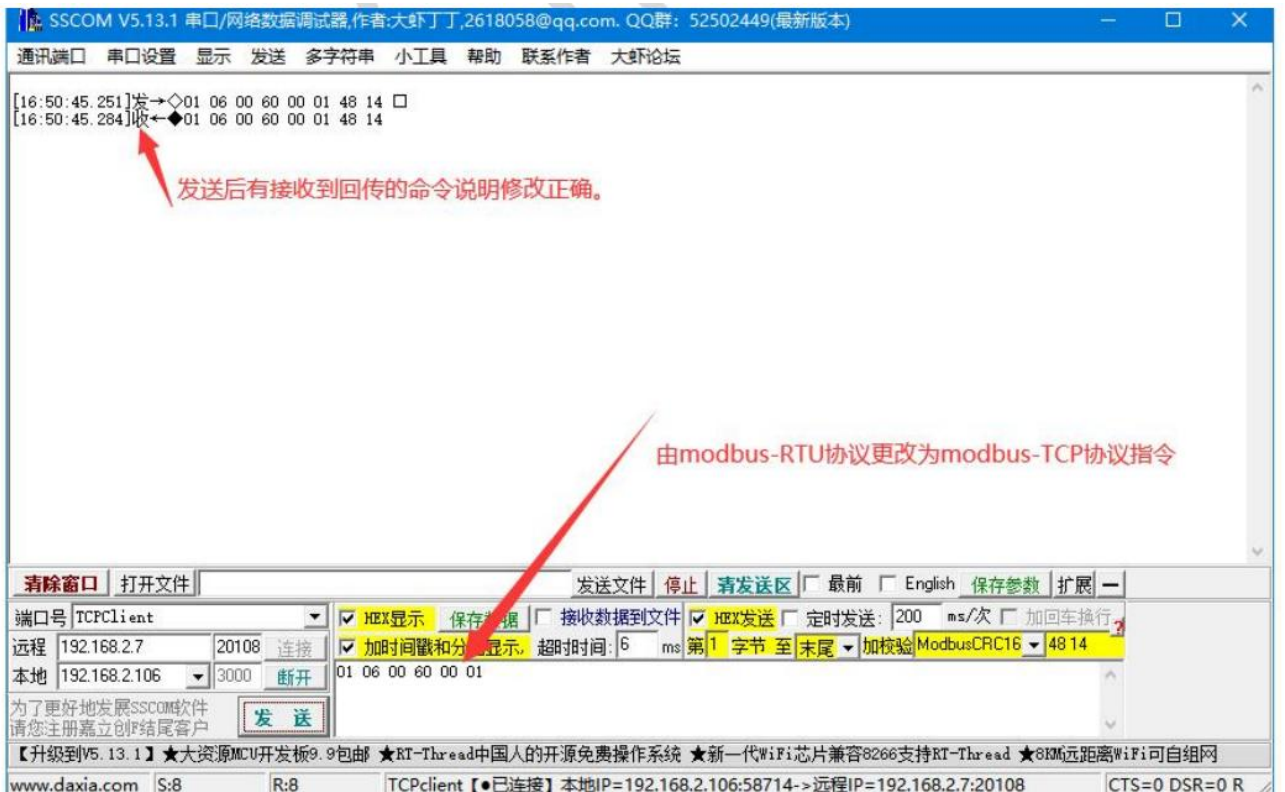 SSCOM V5.13.1 串口/网络数据调试器,作者:大虾丁丁,2618058@qq.com. QQ群: 52502449(最新版本)
通讯端口 串口设置 显示 发送 多字符串 小工具 帮助 联系作者 大虾论坛
[16:50:45.251]发→◇01 06 00 60 00 01 48 14 □
[16:50:45.284]收←◆01 06 00 60 00 01 48 14
发送后有接收到回传的命令说明修改正确。
由modbus-RTU协议更改为modbus-TCP协议指令
清除窗口 打开文件 发送文件 停止 清发送区 最前 English 保存参数 扩展 —
端口号 TCPClient HEX显示 保存数据 接收数据到文件 HEX发送 定时发送: 200 ms/次 加回车换行
远程 192.168.2.7 20108 连接 加时间戳和分包显示, 超时时间: 6 ms 第1 字节 至 末尾 加校验 ModbusCRC16 48 14
本地 192.168.2.106 3000 断开 01 06 00 60 00 01
为了更好地发展SSCOM软件
请您注册嘉立创F结尾客户
发 送
【升级到V5.13.1】★大资源MCU开发板9.9包邮 ★RT-Thread中国人的开源免费操作系统 ★新一代WiFi芯片兼容8266支持RT-Thread ★8KM远距离WiFi可自组网
www.daxia.com S:8 R:8 TCPclient【●已连接】本地IP=192.168.2.106:58714->远程IP=192.168.2.7:20108 CTS=0 DSR=0 R